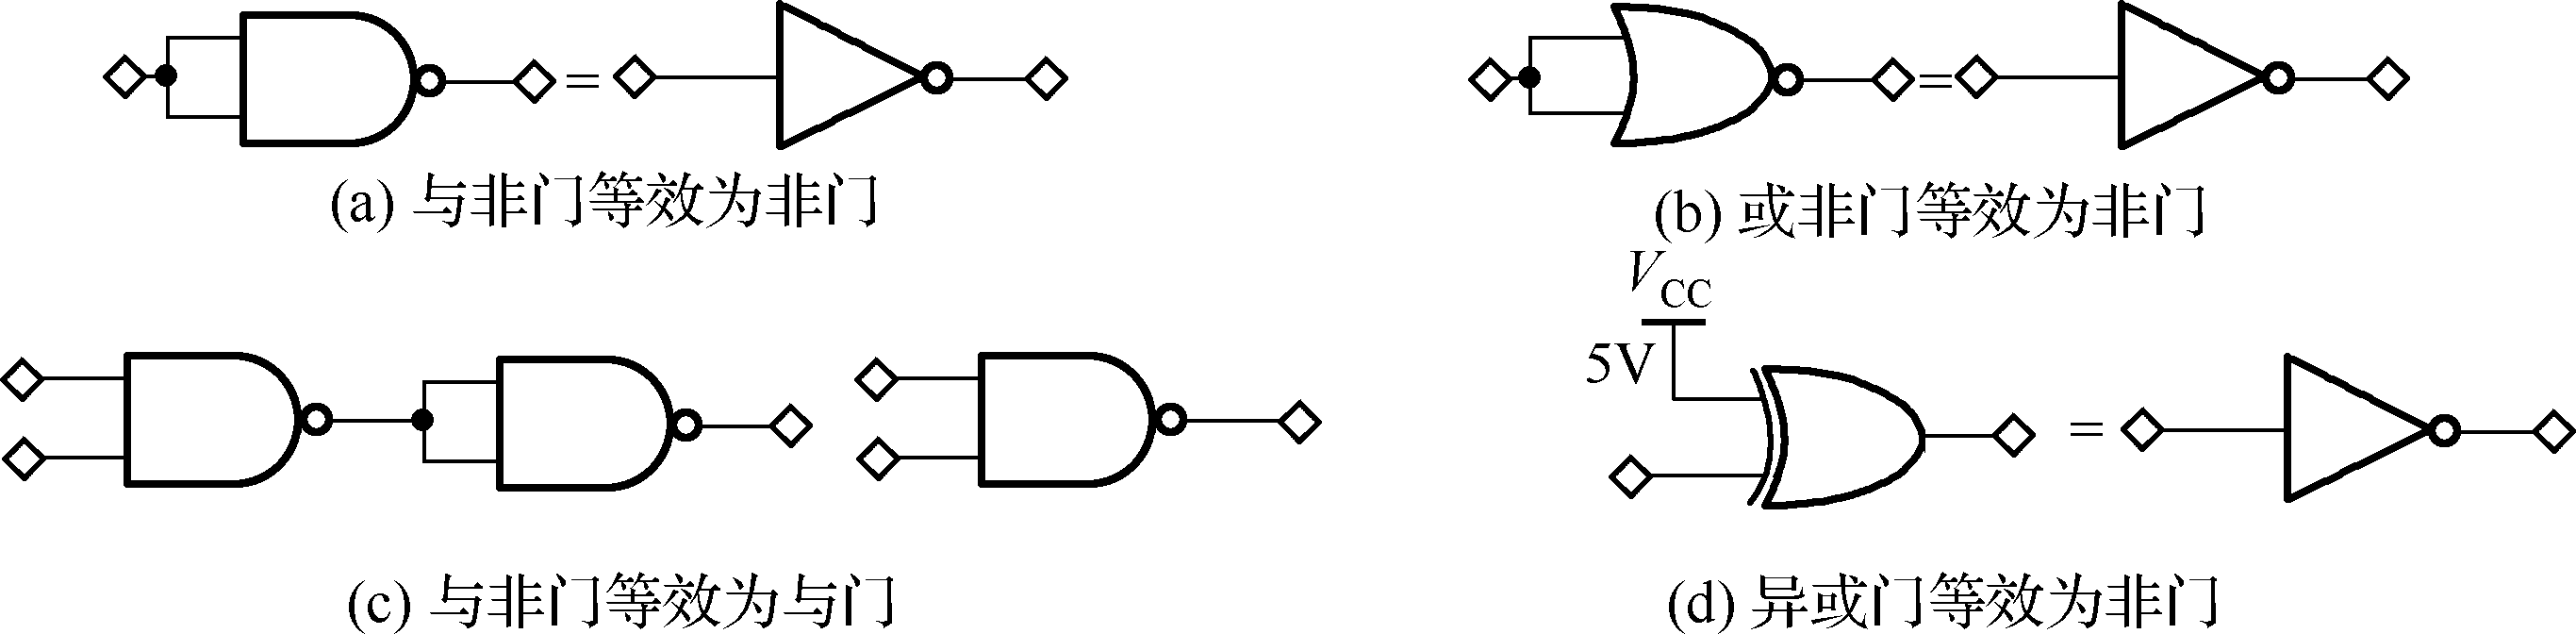 =
(a) 与非门等效为非门
=
(b) 或非门等效为非门
(c) 与非门等效为与门
VCC
5V
=
(d) 异或门等效为非门